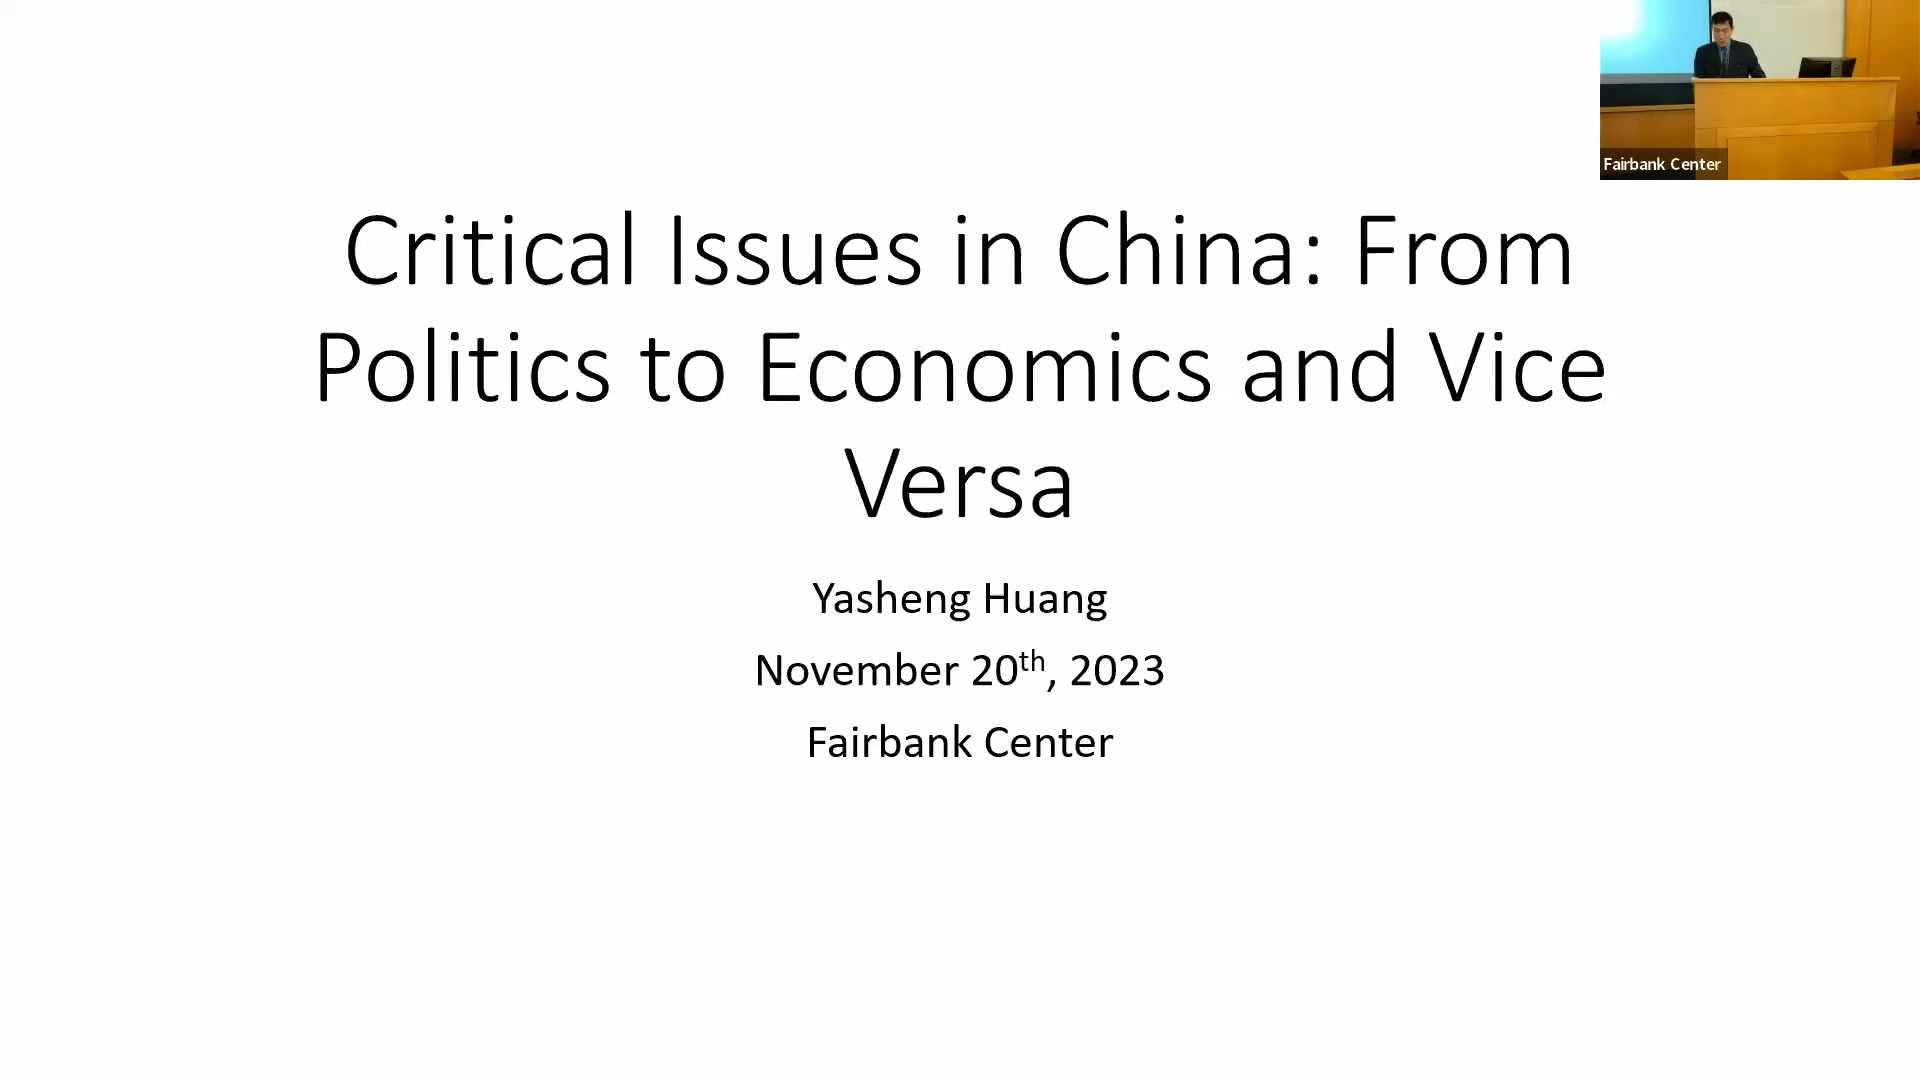 Fairbank Center
Critical Issues in China: From
Politics to Economics and Vice
Versa
Yasheng Huang
November 20th, 2023
Fairbank Center